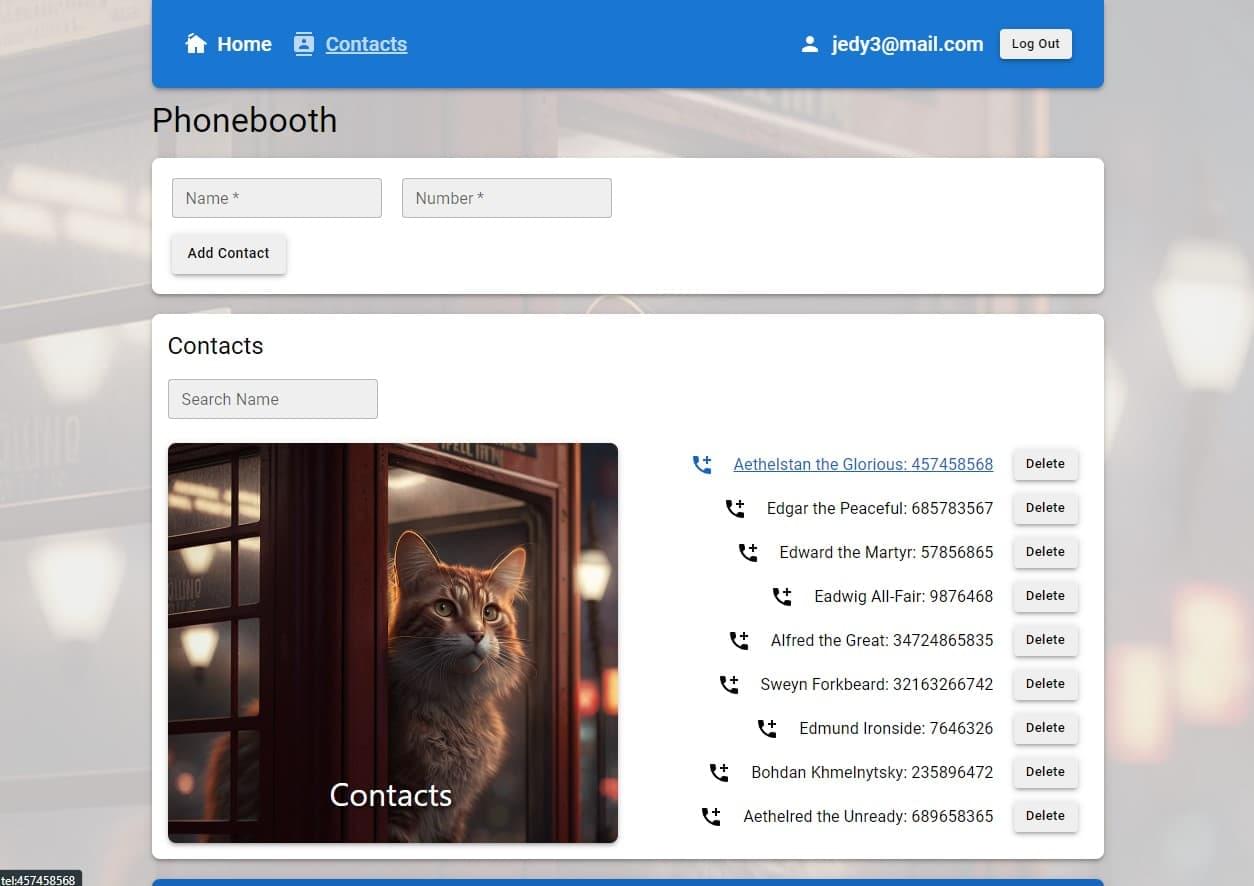 Home Contacts jedy3@mail.com Log Out
Phonebooth
Name * Number *
Add Contact
Contacts
Search Name
Aethelstan the Glorious: 457458568 Delete
Edgar the Peaceful: 685783567 Delete
Edward the Martyr: 57856865 Delete
Eadwig All-Fair: 9876468 Delete
Alfred the Great: 34724865835 Delete
Sweyn Forkbeard: 32163266742 Delete
Edmund Ironside: 7646326 Delete
Bohdan Khmelnytsky: 235896472 Delete
Contacts
Aethelred the Unready: 689658365 Delete
tel:457458568